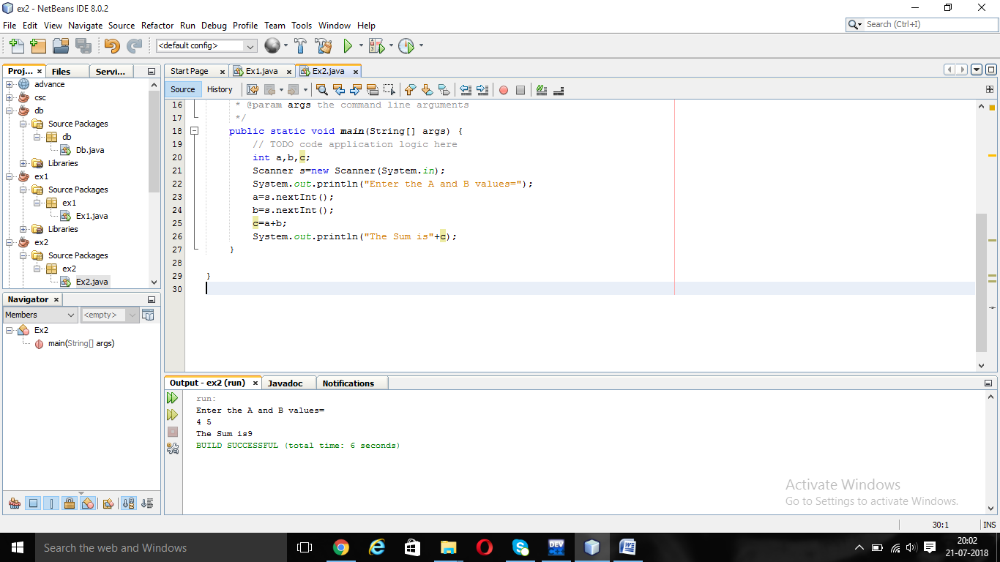 ex2 - NetBeans IDE 8.0.2
File Edit View Navigate Source Refactor Run Debug Profile Team Tools Window Help
Search (Ctrl+I)
<default config>
Proj... × Files Servi...
advance
csc
db
Source Packages
db
Db.java
Libraries
ex1
Source Packages
ex1
Ex1.java
Libraries
ex2
Source Packages
ex2
Ex2.java
Navigator ×
Members <empty>
Ex2
main(String[] args)
Start Page × Ex1.java × Ex2.java ×
Source History
16 * @param args the command line arguments
17 */
18 public static void main(String[] args) {
19 // TODO code application logic here
20 int a,b,c;
21 Scanner s=new Scanner(System.in);
22 System.out.println("Enter the A and B values=");
23 a=s.nextInt();
24 b=s.nextInt();
25 c=a+b;
26 System.out.println("The Sum is"+c);
27 }
28
29 }
30
Output - ex2 (run) × Javadoc Notifications
run:
Enter the A and B values=
4 5
The Sum is9
BUILD SUCCESSFUL (total time: 6 seconds)
Activate Windows
Go to Settings to activate Windows.
30:1 INS
Search the web and Windows
DEV
20:02
21-07-2018